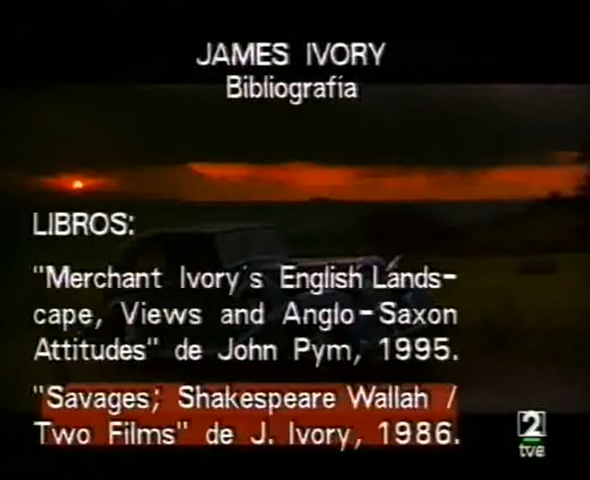 JAMES IVORY
Bibliografía
LIBROS:
"Merchant Ivory's English Lands-
cape, Views and Anglo-Saxon
Attitudes" de John Pym, 1995.
"Savages; Shakespeare Wallah /
Two Films" de J. Ivory, 1986.
2
tve